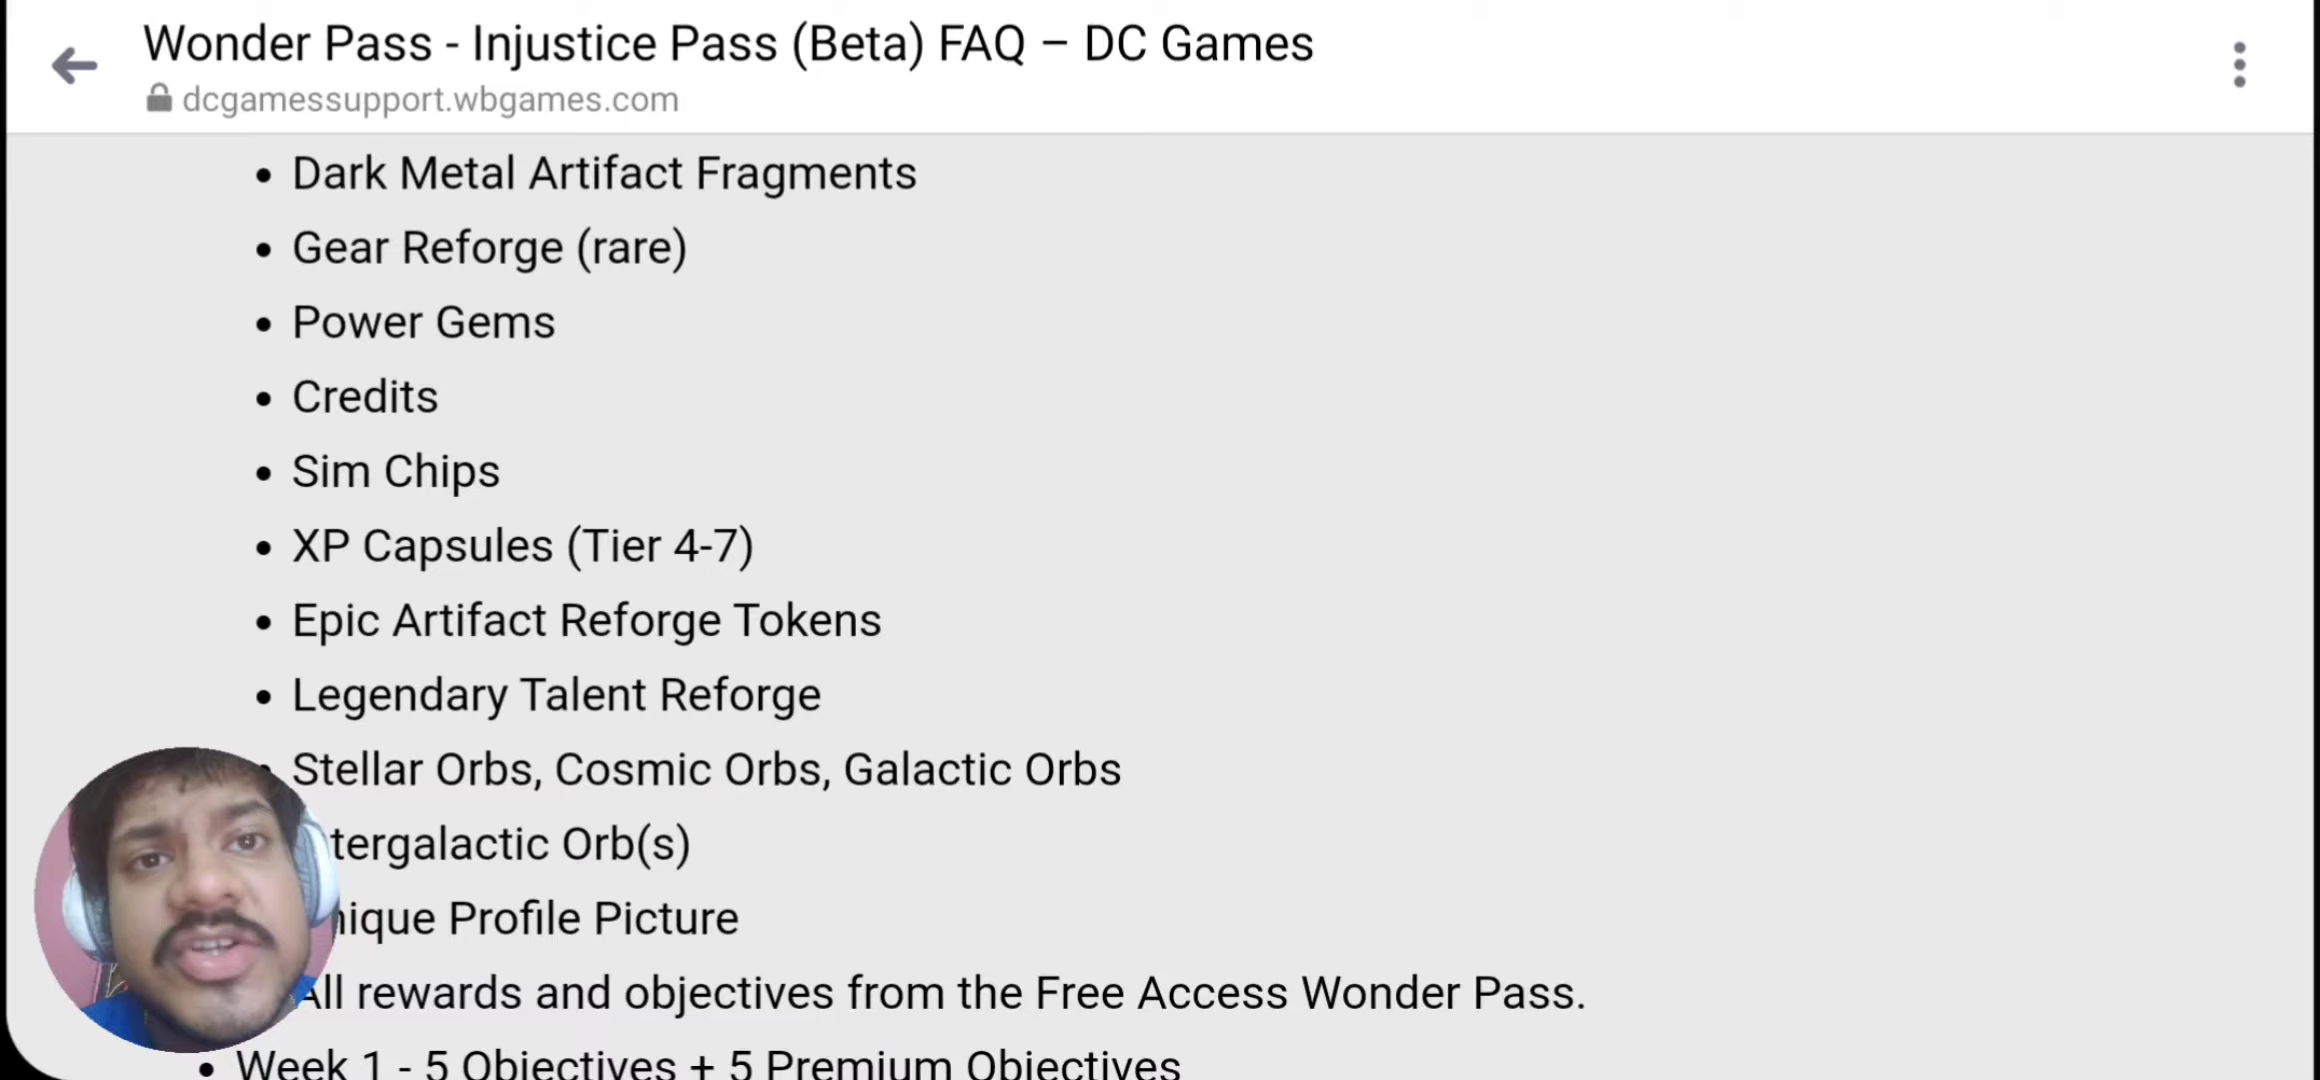 Wonder Pass - Injustice Pass (Beta) FAQ – DC Games
dcgamessupport.wbgames.com
• Dark Metal Artifact Fragments
• Gear Reforge (rare)
• Power Gems
• Credits
• Sim Chips
• XP Capsules (Tier 4-7)
• Epic Artifact Reforge Tokens
• Legendary Talent Reforge
• Stellar Orbs, Cosmic Orbs, Galactic Orbs
tergalactic Orb(s)
ique Profile Picture
All rewards and objectives from the Free Access Wonder Pass.
• Week 1 - 5 Objectives + 5 Premium Objectives